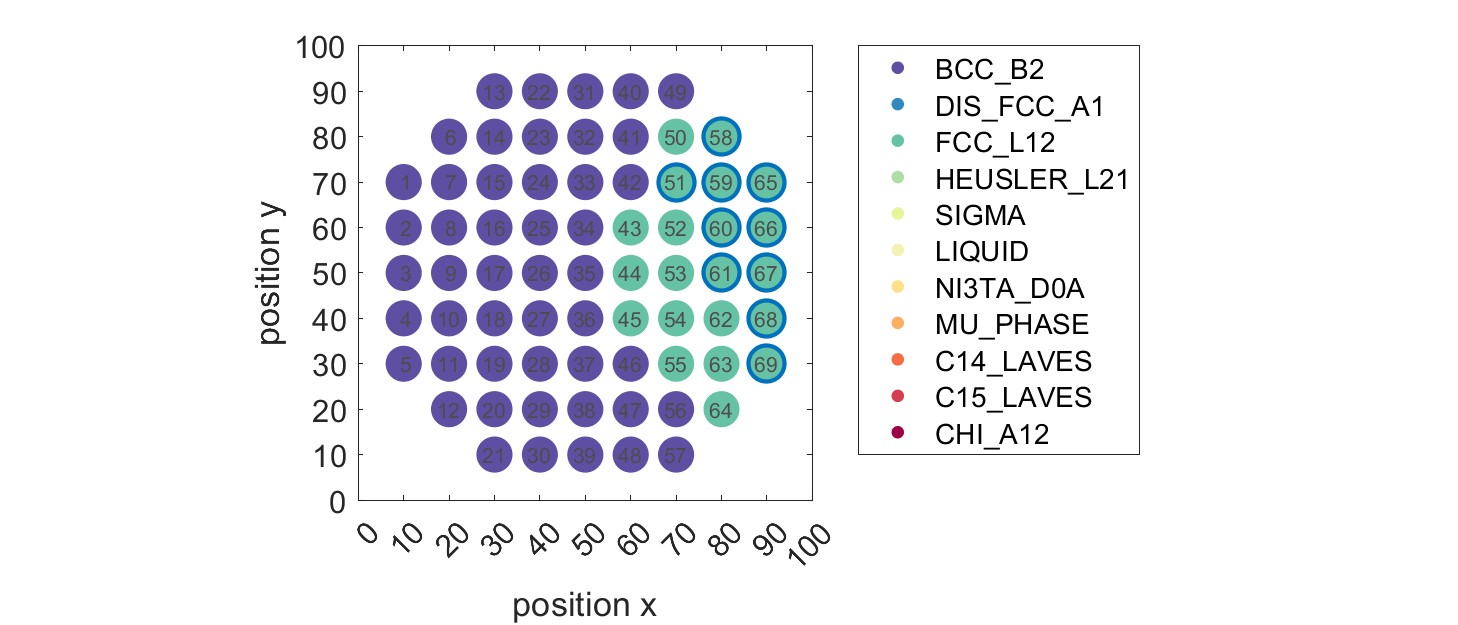 100
90
80
70
60
50
40
30
20
10
0
position y
13 22 31 40 49
6 14 23 32 41 50 58
1 7 15 24 33 42 51 59 65
2 8 16 25 34 43 52 60 66
3 9 17 26 35 44 53 61 67
4 10 18 27 36 45 54 62 68
5 11 19 28 37 46 55 63 69
12 20 29 38 47 56 64
21 30 39 48 57
0 10 20 30 40 50 60 70 80 90 100
position x
BCC_B2
DIS_FCC_A1
FCC_L12
HEUSLER_L21
SIGMA
LIQUID
NI3TA_D0A
MU_PHASE
C14_LAVES
C15_LAVES
CHI_A12